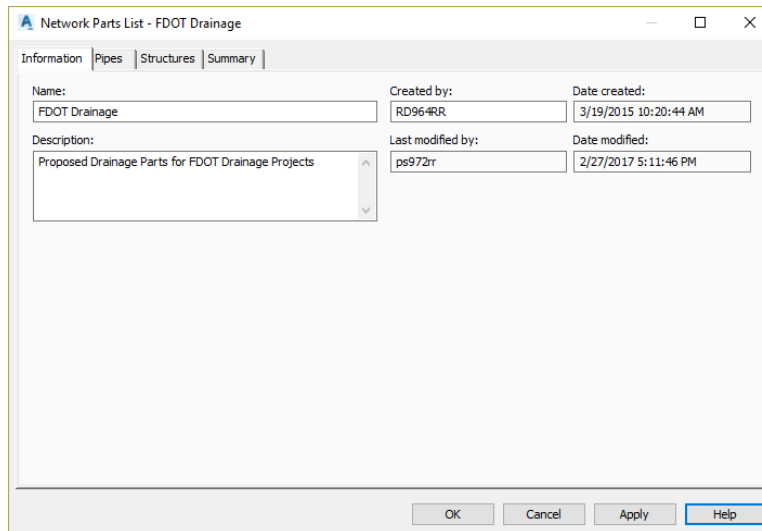 Network Parts List - FDOT Drainage
Information Pipes Structures Summary
Name: Created by: Date created:
FDOT Drainage RD964RR 3/19/2015 10:20:44 AM
Description: Last modified by: Date modified:
Proposed Drainage Parts for FDOT Drainage Projects ps972rr 2/27/2017 5:11:46 PM
OK Cancel Apply Help